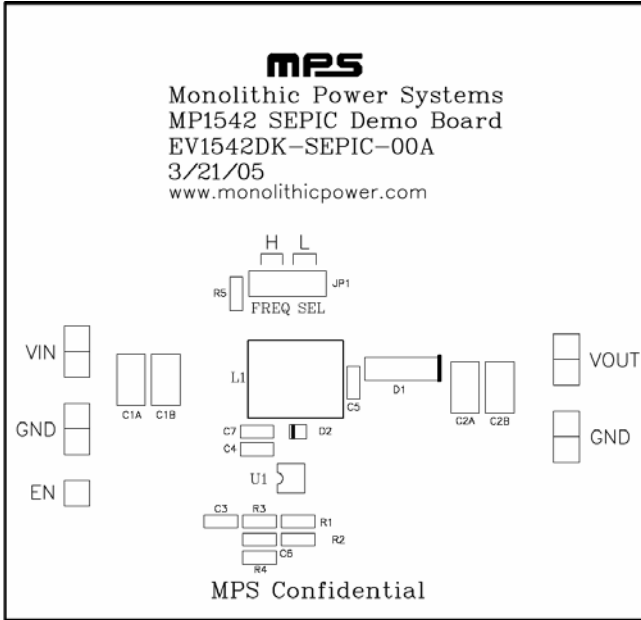 mps
Monolithic Power Systems
MP1542 SEPIC Demo Board
EV1542DK-SEPIC-00A
3/21/05
www.monolithicpower.com
H L
R5 JP1
FREQ SEL
VIN
VOUT
L1
C5
D1
C1A C1B
C2A C2B
GND
GND
C7 D2
C4
U1
EN
C3 R3 R1
R2
C6
R4
MPS Confidential